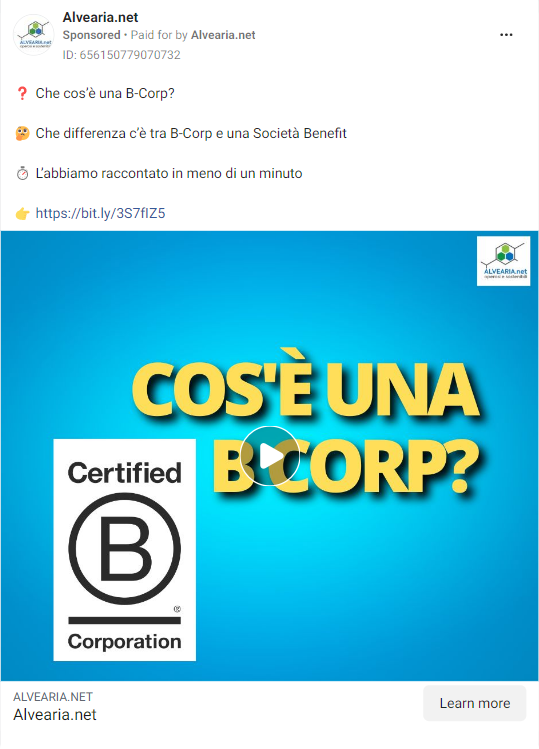 Alvearia.net
Sponsored • Paid for by Alvearia.net
ID: 656150779070732
❓ Che cos'è una B-Corp?
🤔 Che differenza c'è tra B-Corp e una Società Benefit
⏱ L'abbiamo raccontato in meno di un minuto
👉 https://bit.ly/3S7fIZ5
ALVEARIA.net
operosi e sostenibili
COS'È UNA
B CORP?
Certified
B
®
Corporation
ALVEARIA.NET
Alvearia.net
Learn more